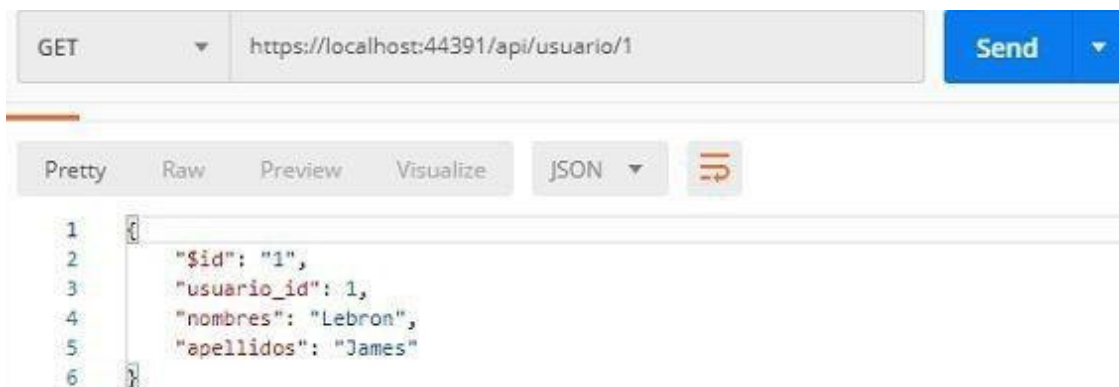 GET https://localhost:44391/api/usuario/1 Send
Pretty Raw Preview Visualize JSON
1 {
2 "$id": "1",
3 "usuario_id": 1,
4 "nombres": "Lebron",
5 "apellidos": "James"
6 }